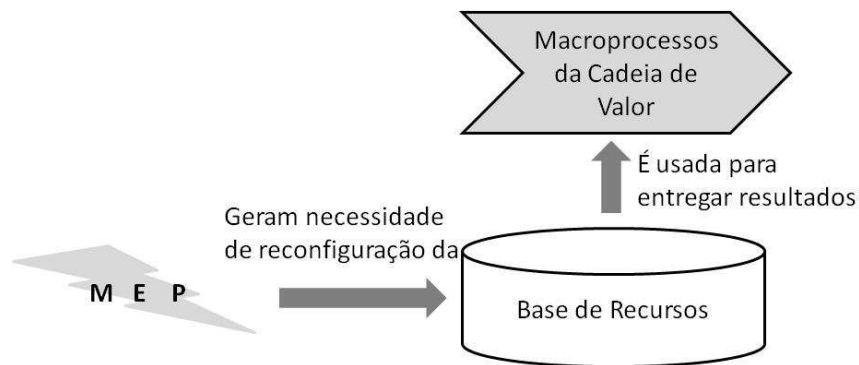 Macroprocessos
da Cadeia de
Valor
É usada para
entregar resultados
Geram necessidade
de reconfiguração da
M E P
Base de Recursos